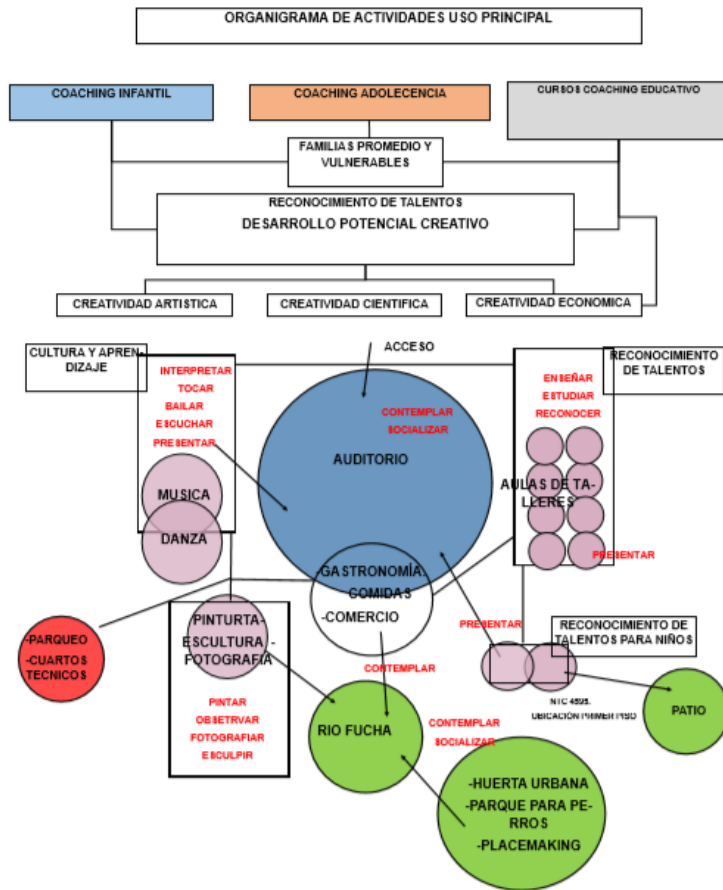 ORGANIGRAMA DE ACTIVIDADES USO PRINCIPAL
COACHING INFANTIL
COACHING ADOLECENCIA
CURSOS COACHING EDUCATIVO
FAMILIAS PROMEDIO Y
VULNERABLES
RECONOCIMIENTO DE TALENTOS
DESARROLLO POTENCIAL CREATIVO
CREATIVIDAD ARTISTICA
CREATIVIDAD CIENTIFICA
CREATIVIDAD ECONOMICA
CULTURA Y APREN-
DIZAJE
INTERPRETAR
TOCAR
BAILAR
ESCUCHAR
PRESENTAR
MUSICA
DANZA
ACCESO
CONTEMPLAR
SOCIALIZAR
AUDITORIO
RECONOCIMIENTO
DE TALENTOS
ENSEÑAR
ESTUDIAR
RECONOCER
AULAS DE TA-
LLERES
PRESENTAR
-GASTRONOMÍA.
COMIDAS
-COMERCIO
-PARQUEO
-CUARTOS
TECNICOS
PINTURTA-
ESCULTURA -
FOTOGRAFIA
PINTAR
OBSETRVAR
FOTOGRAFIAR
ESCULPIR
CONTEMPLAR
RIO FUCHA
PRESENTAR
RECONOCIMIENTO DE
TALENTOS PARA NIÑOS
NTC 4595.
UBICACIÓN PRIMER PISO
PATIO
CONTEMPLAR
SOCIALIZAR
-HUERTA URBANA
-PARQUE PARA PE-
RROS
-PLACEMAKING